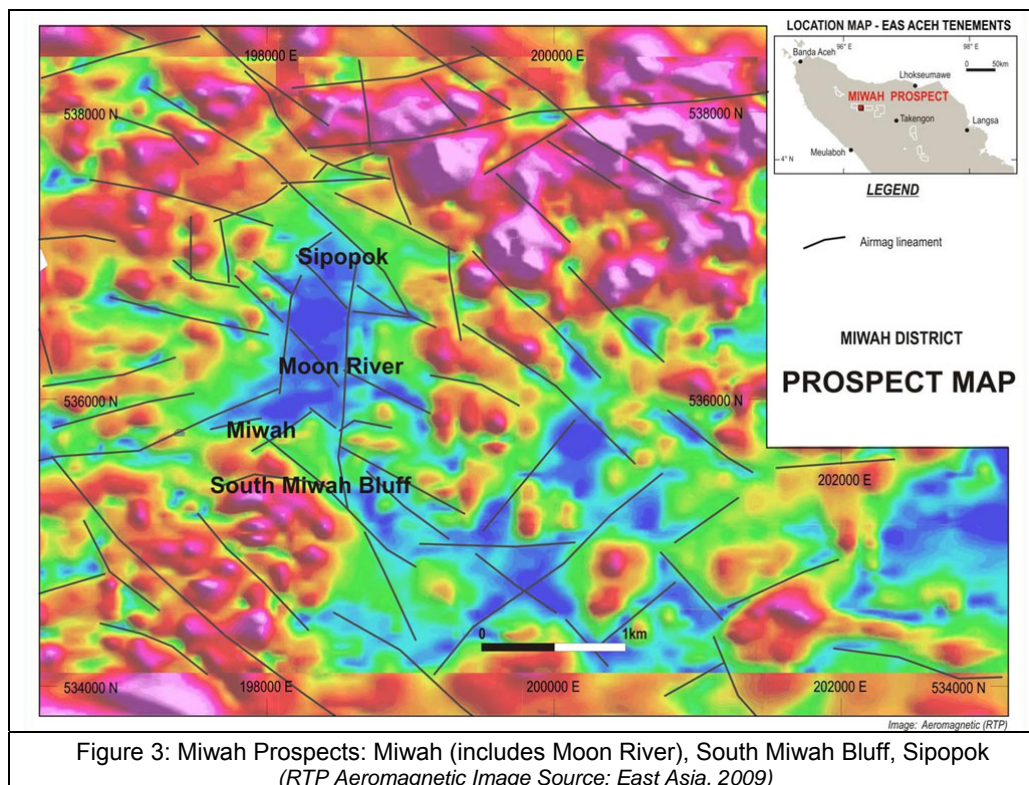 198000 E
200000 E
538000 N
538000 N
Sipopok
Moon River
536000 N
536000 N
Miwah
South Miwah Bluff
202000 E
0
1km
534000 N
198000 E
200000 E
202000 E
534000 N
LOCATION MAP - EAS ACEH TENEMENTS
96° E
98° E
Banda Aceh
0
50km
Lhokseumawe
MIWAH PROSPECT
Takengon
Langsa
Meulaboh
4° N
LEGEND
Airmag lineament
MIWAH DISTRICT
PROSPECT MAP
Image: Aeromagnetic (RTP)
Figure 3: Miwah Prospects: Miwah (includes Moon River), South Miwah Bluff, Sipopok
(RTP Aeromagnetic Image Source: East Asia, 2009)